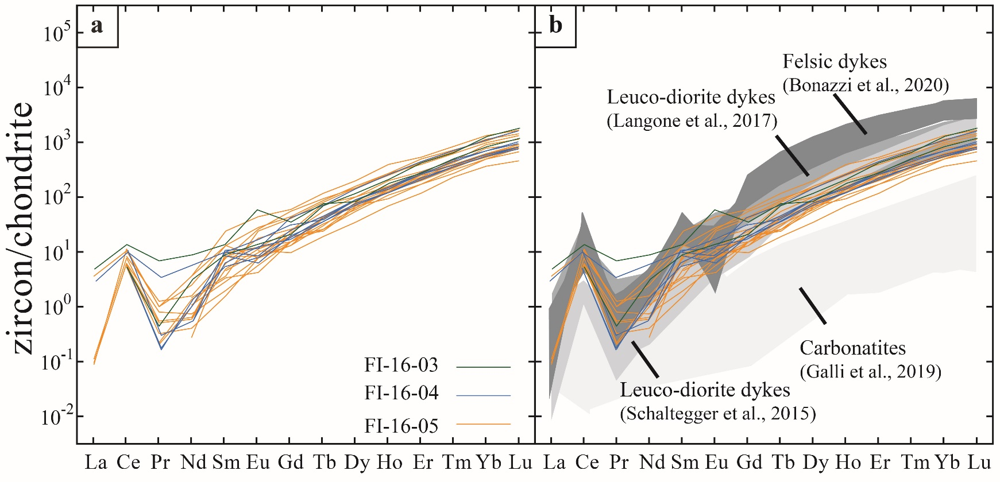 a
b
zircon/chondrite
10^5
10^4
10^3
10^2
10^1
10^0
10^-1
10^-2
FI-16-03
FI-16-04
FI-16-05
Felsic dykes
(Bonazzi et al., 2020)
Leuco-diorite dykes
(Langone et al., 2017)
Carbonatites
(Galli et al., 2019)
Leuco-diorite dykes
(Schaltegger et al., 2015)
La Ce Pr Nd Sm Eu Gd Tb Dy Ho Er Tm Yb Lu
La Ce Pr Nd Sm Eu Gd Tb Dy Ho Er Tm Yb Lu